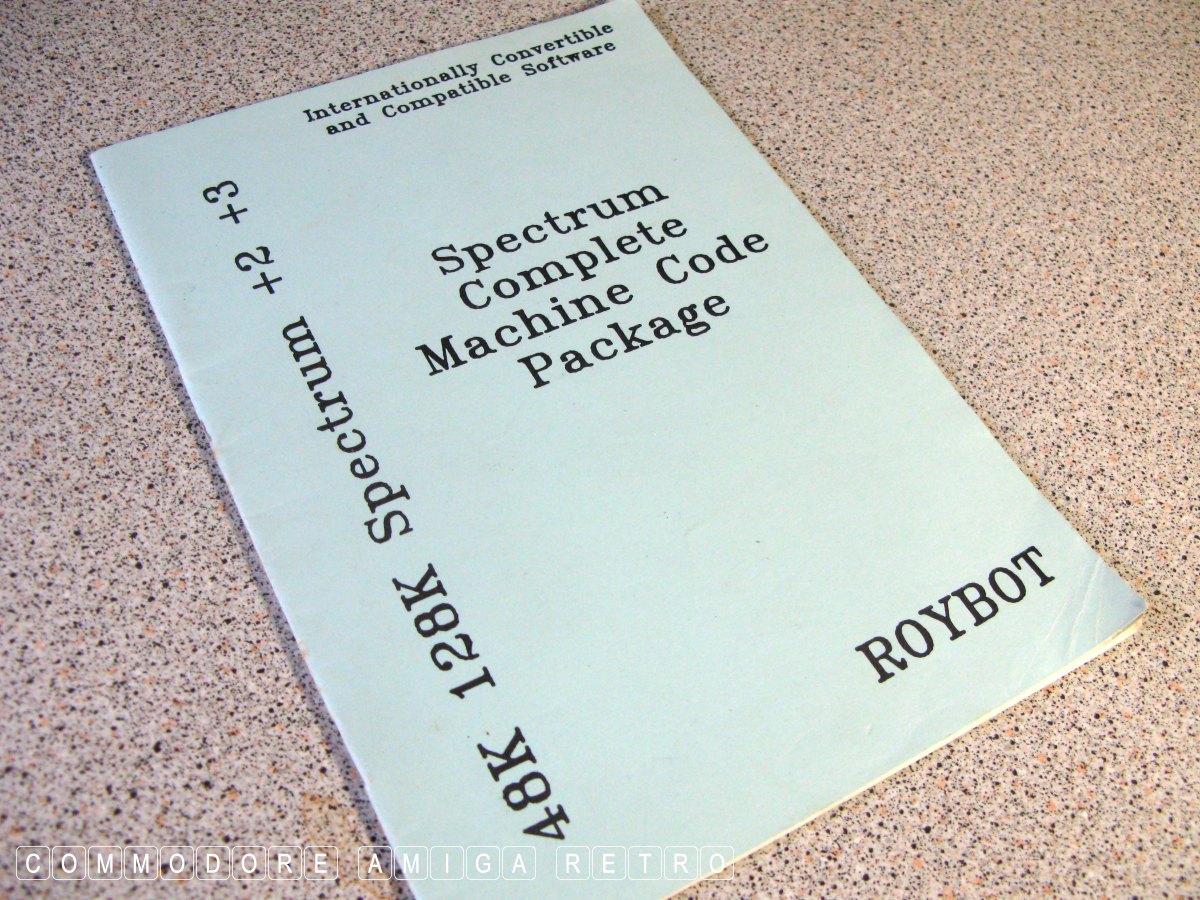 Internationally Convertible
and Compatible Software
Spectrum
Complete
Machine Code
Package
48K 128K Spectrum +2 +3
ROYBOT
COMMODORE AMIGA RETRO